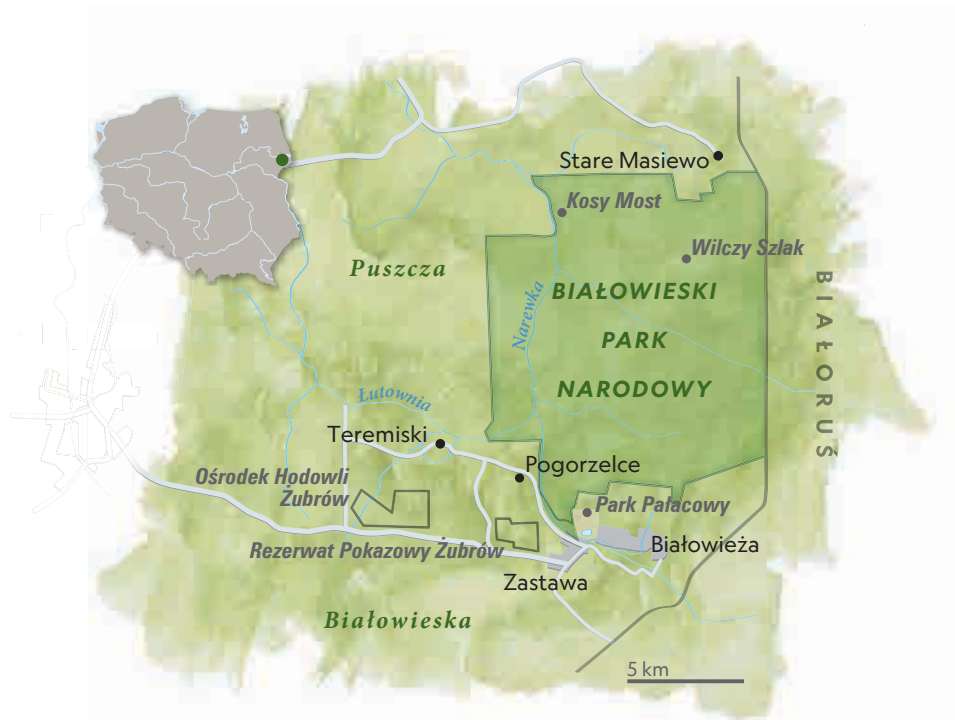 Stare Masiewo
Kosy Most
Wilczy Szlak
Puszcza
BIAŁORUŚ
BIAŁOWIESKI
PARK
NARODOWY
Narewka
Łutownia
Teremiski
Pogorzelce
Ośrodek Hodowli
Żubrów
Park Pałacowy
Rezerwat Pokazowy Żubrów
Białowieża
Zastawa
Białowieska
5 km